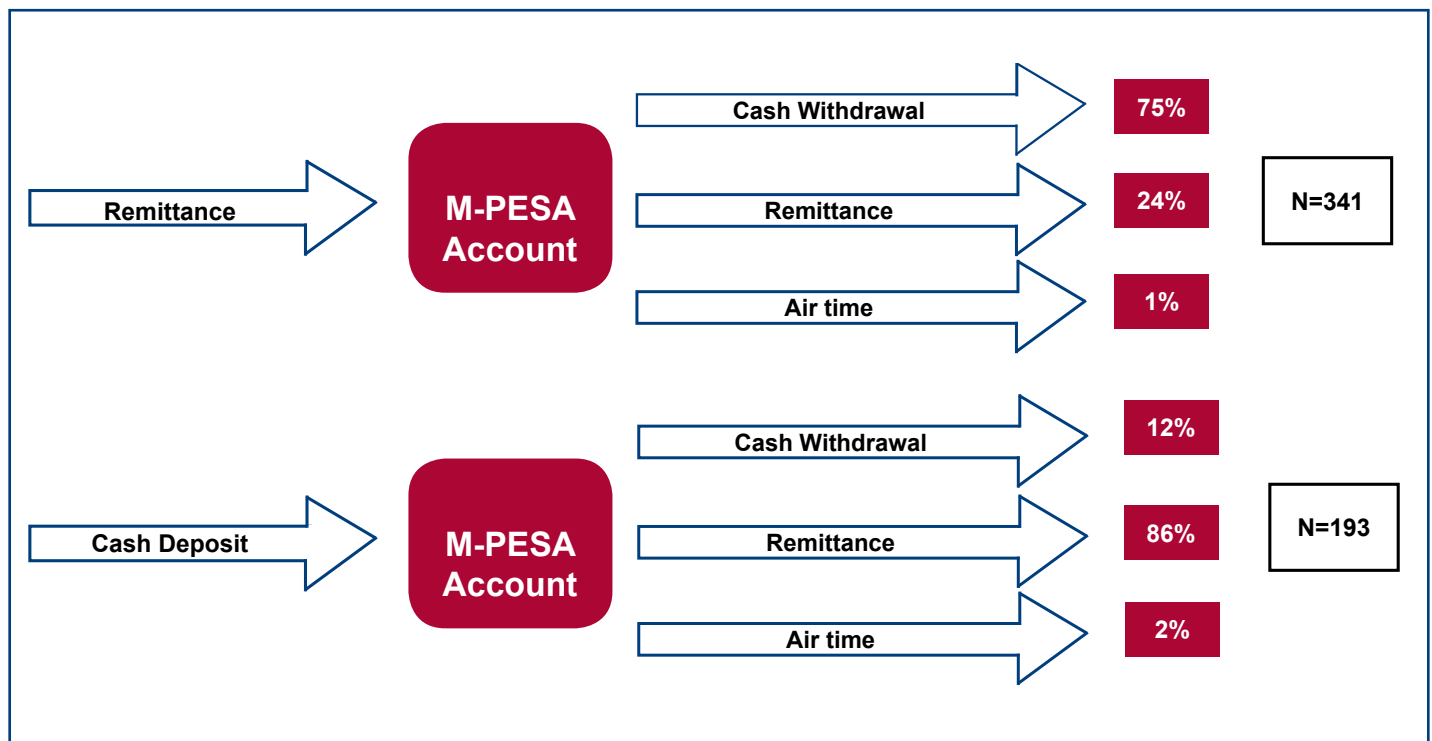 Cash Withdrawal
75%
Remittance
M-PESA
Account
Remittance
24%
N=341
Air time
1%
Cash Withdrawal
12%
Cash Deposit
M-PESA
Account
Remittance
86%
N=193
Air time
2%